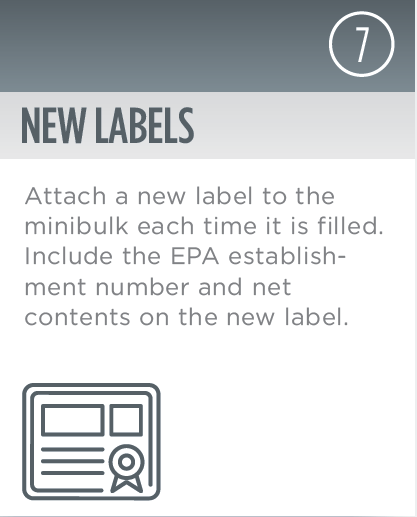 7
NEW LABELS
Attach a new label to the
minibulk each time it is filled.
Include the EPA establish-
ment number and net
contents on the new label.